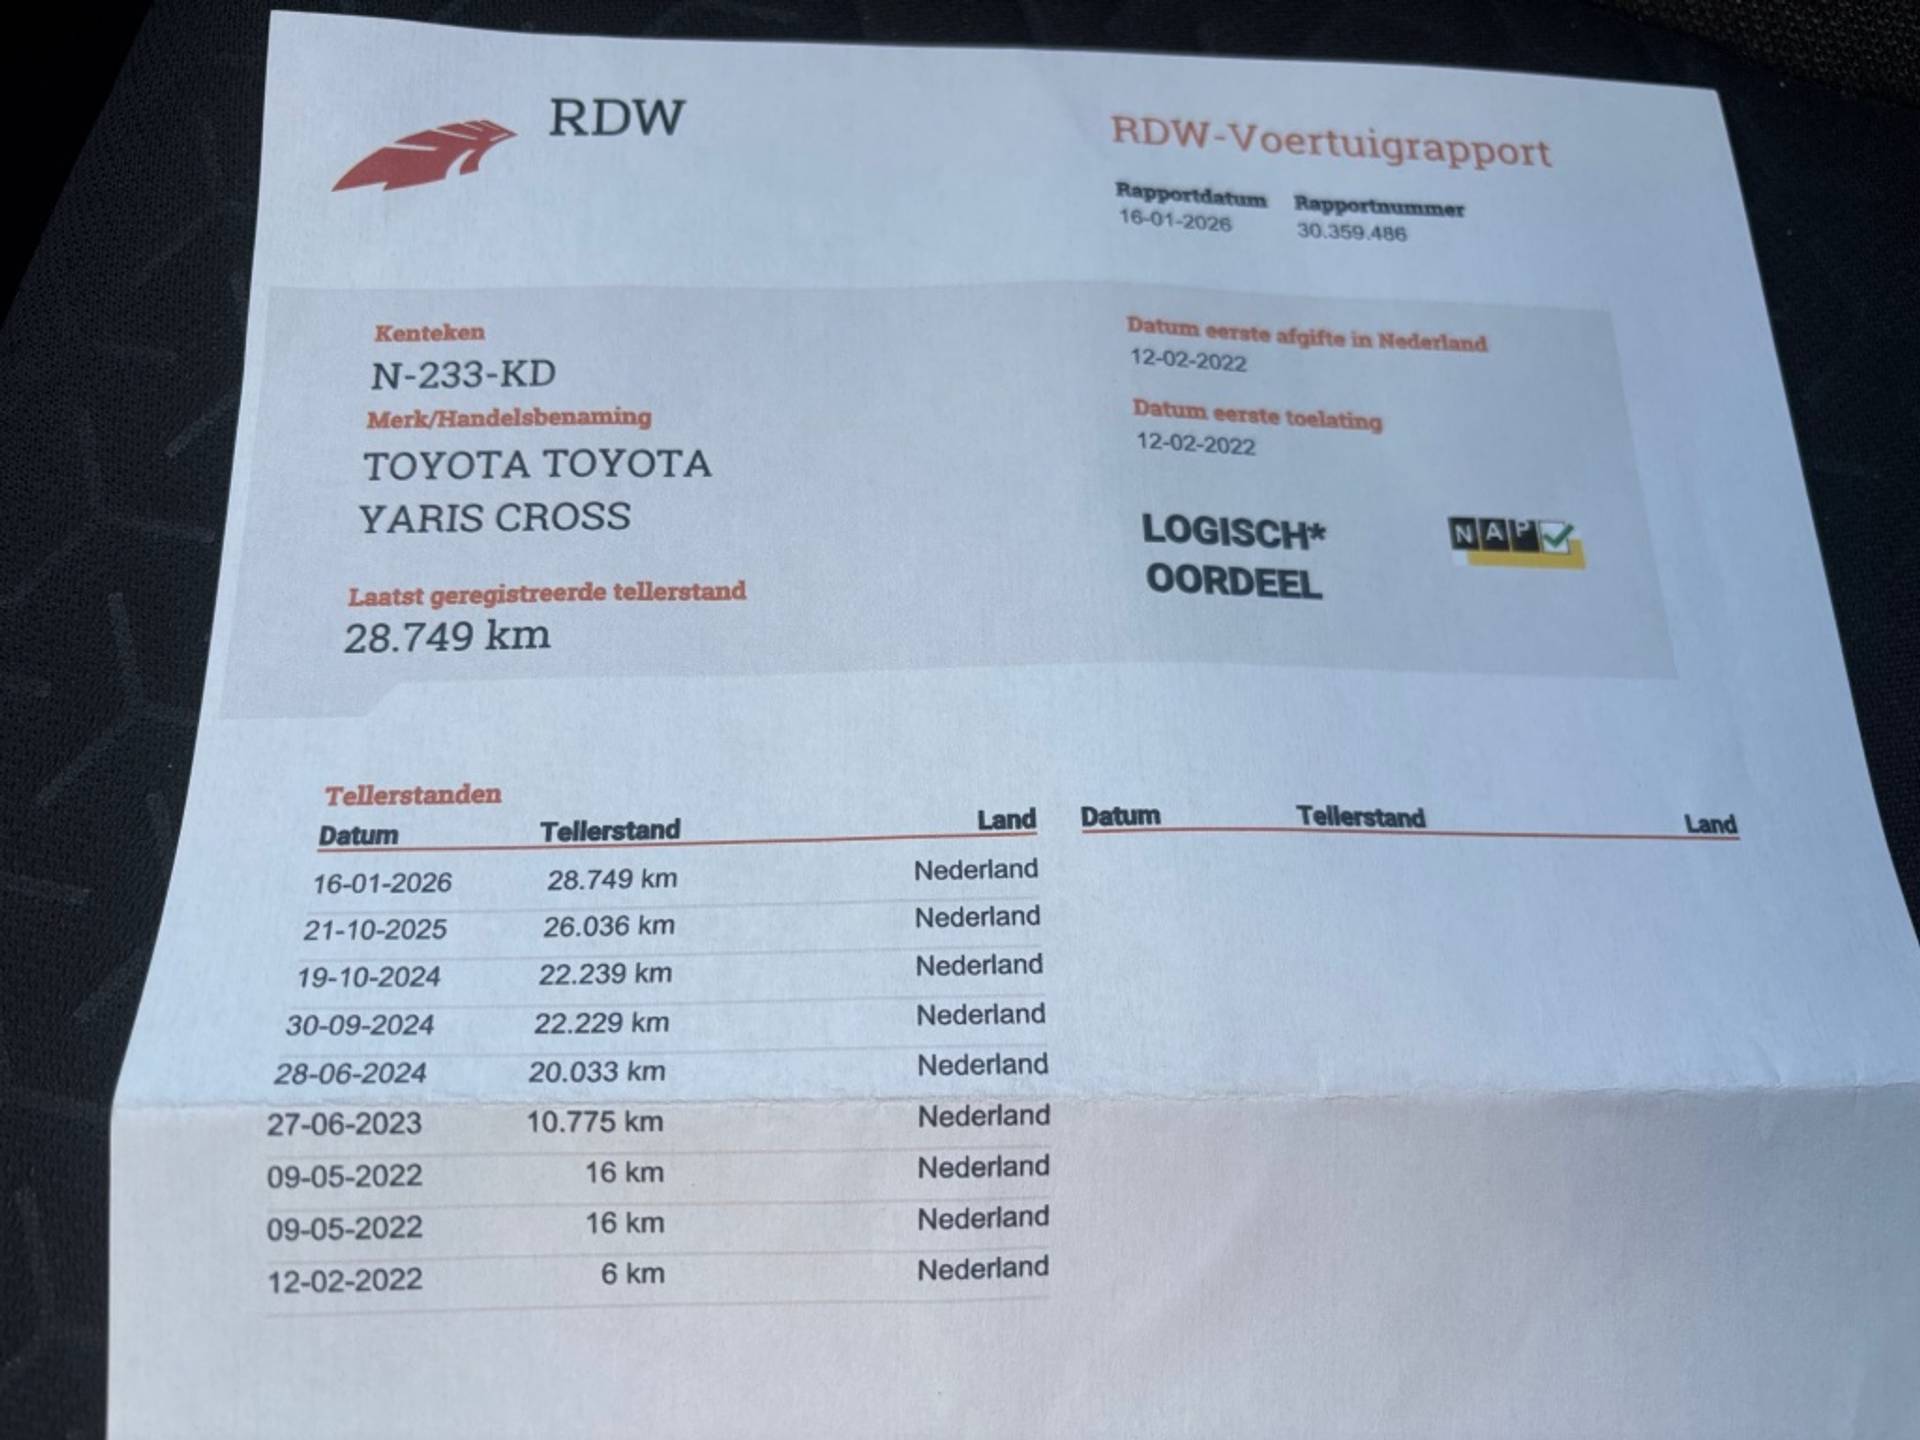 RDW
RDW-Voertuigrapport
Rapportdatum Rapportnummer
16-01-2026 30.359.486
Kenteken
N-233-KD
Merk/Handelsbenaming
TOYOTA TOYOTA
YARIS CROSS
Laatst geregistreerde tellerstand
28.749 km
Datum eerste afgifte in Nederland
12-02-2022
Datum eerste toelating
12-02-2022
LOGISCH*
OORDEEL
NAP
Tellerstanden
Datum Tellerstand Land Datum Tellerstand Land
16-01-2026 28.749 km Nederland
21-10-2025 26.036 km Nederland
19-10-2024 22.239 km Nederland
30-09-2024 22.229 km Nederland
28-06-2024 20.033 km Nederland
27-06-2023 10.775 km Nederland
09-05-2022 16 km Nederland
09-05-2022 16 km Nederland
12-02-2022 6 km Nederland